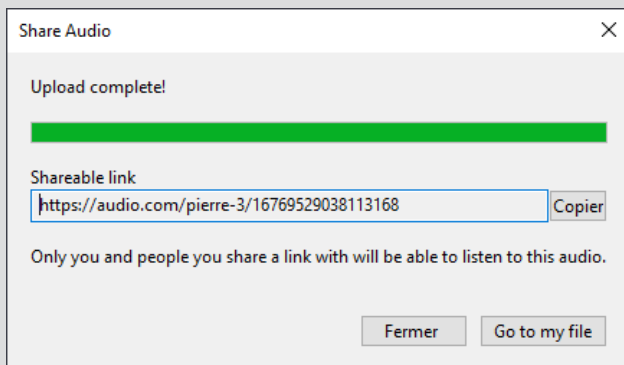 Share Audio
Upload complete!
Shareable link
https://audio.com/pierre-3/16769529038113168
Copier
Only you and people you share a link with will be able to listen to this audio.
Fermer
Go to my file